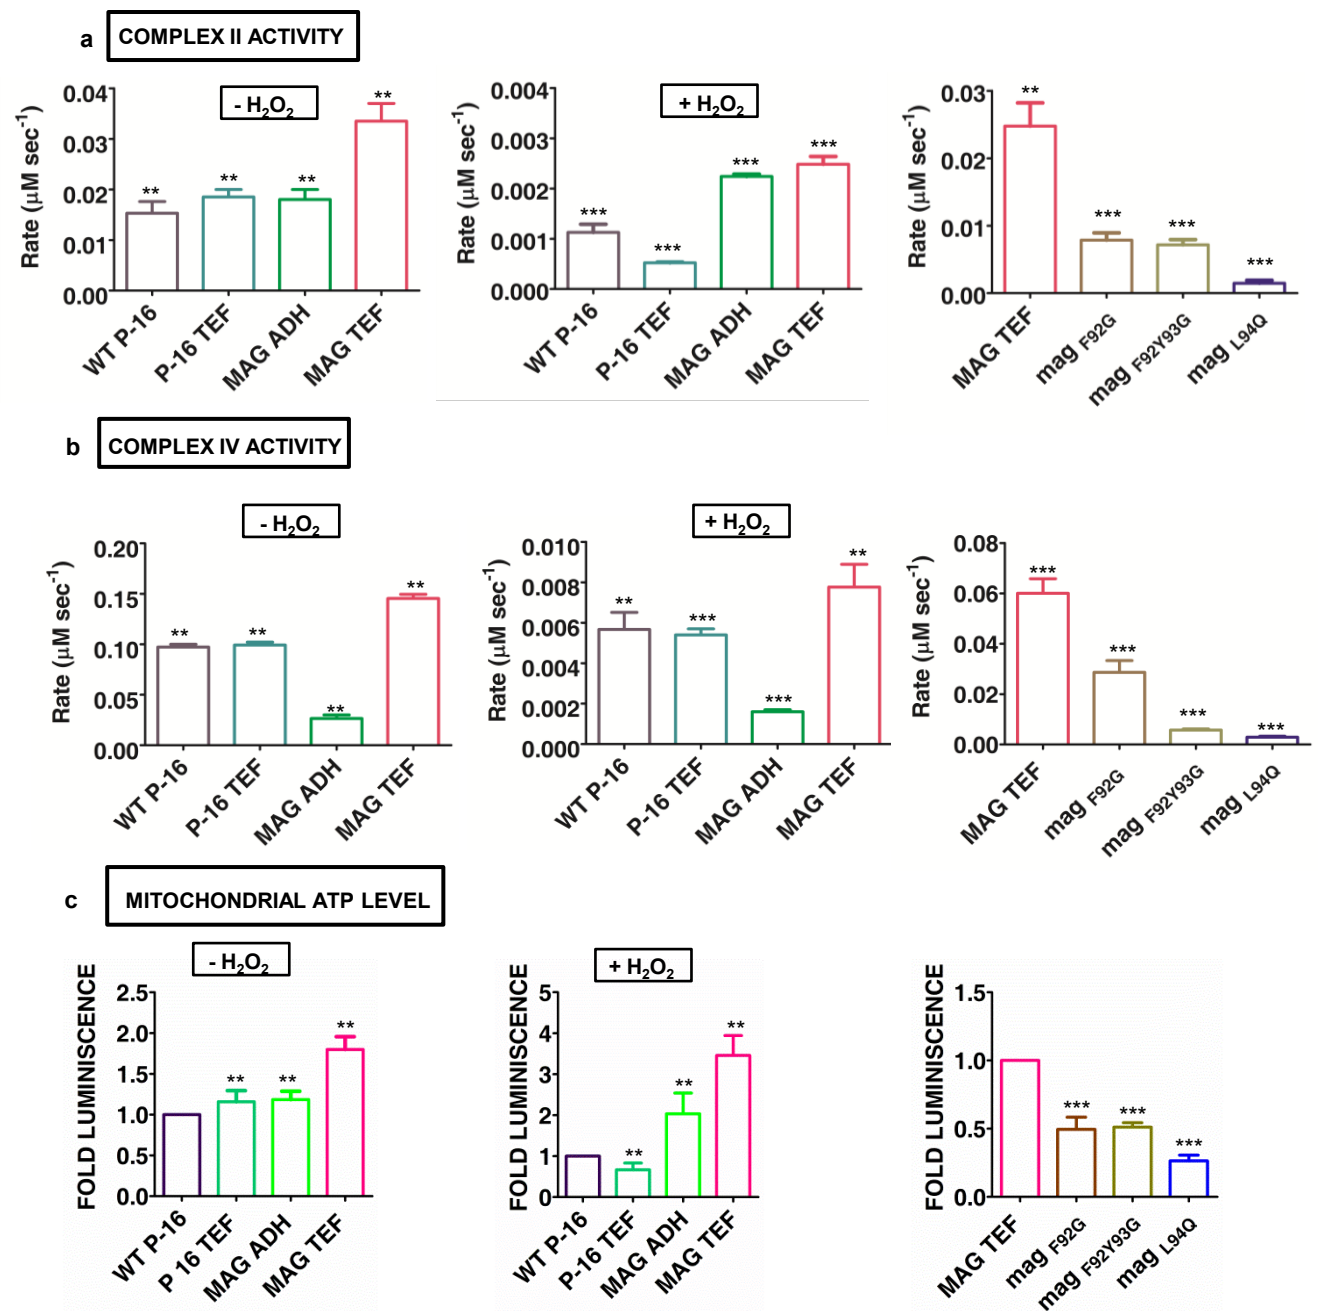 a
COMPLEX II ACTIVITY
- H2O2
Rate (µM sec-1)
0.04
0.03
0.02
0.01
0.00
**
**
**
**
WT P-16
P-16 TEF
MAG ADH
MAG TEF
+ H2O2
Rate (µM sec-1)
0.004
0.003
0.002
0.001
0.000
***
***
***
***
WT P-16
P-16 TEF
MAG ADH
MAG TEF
Rate (µM sec-1)
0.03
0.02
0.01
0.00
**
***
***
***
MAG TEF
mag F92G
mag F92Y93G
mag L94Q
b
COMPLEX IV ACTIVITY
- H2O2
Rate (µM sec-1)
0.20
0.15
0.10
0.05
0.00
**
**
**
**
WT P-16
P-16 TEF
MAG ADH
MAG TEF
+ H2O2
Rate (µM sec-1)
0.010
0.008
0.006
0.004
0.002
0.000
**
***
***
**
WT P-16
P-16 TEF
MAG ADH
MAG TEF
Rate (µM sec-1)
0.08
0.06
0.04
0.02
0.00
***
***
***
***
MAG TEF
mag F92G
mag F92Y93G
mag L94Q
c
MITOCHONDRIAL ATP LEVEL
- H2O2
FOLD LUMINISCENCE
2.5
2.0
1.5
1.0
0.5
0.0
**
**
**
WT P-16
P 16 TEF
MAG ADH
MAG TEF
+ H2O2
FOLD LUMINISCENCE
5
4
3
2
1
0
**
**
**
WT P-16
P-16 TEF
MAG ADH
MAG TEF
FOLD LUMINISCENCE
1.5
1.0
0.5
0.0
***
***
***
MAG TEF
mag F92G
mag F92Y93G
mag L94Q